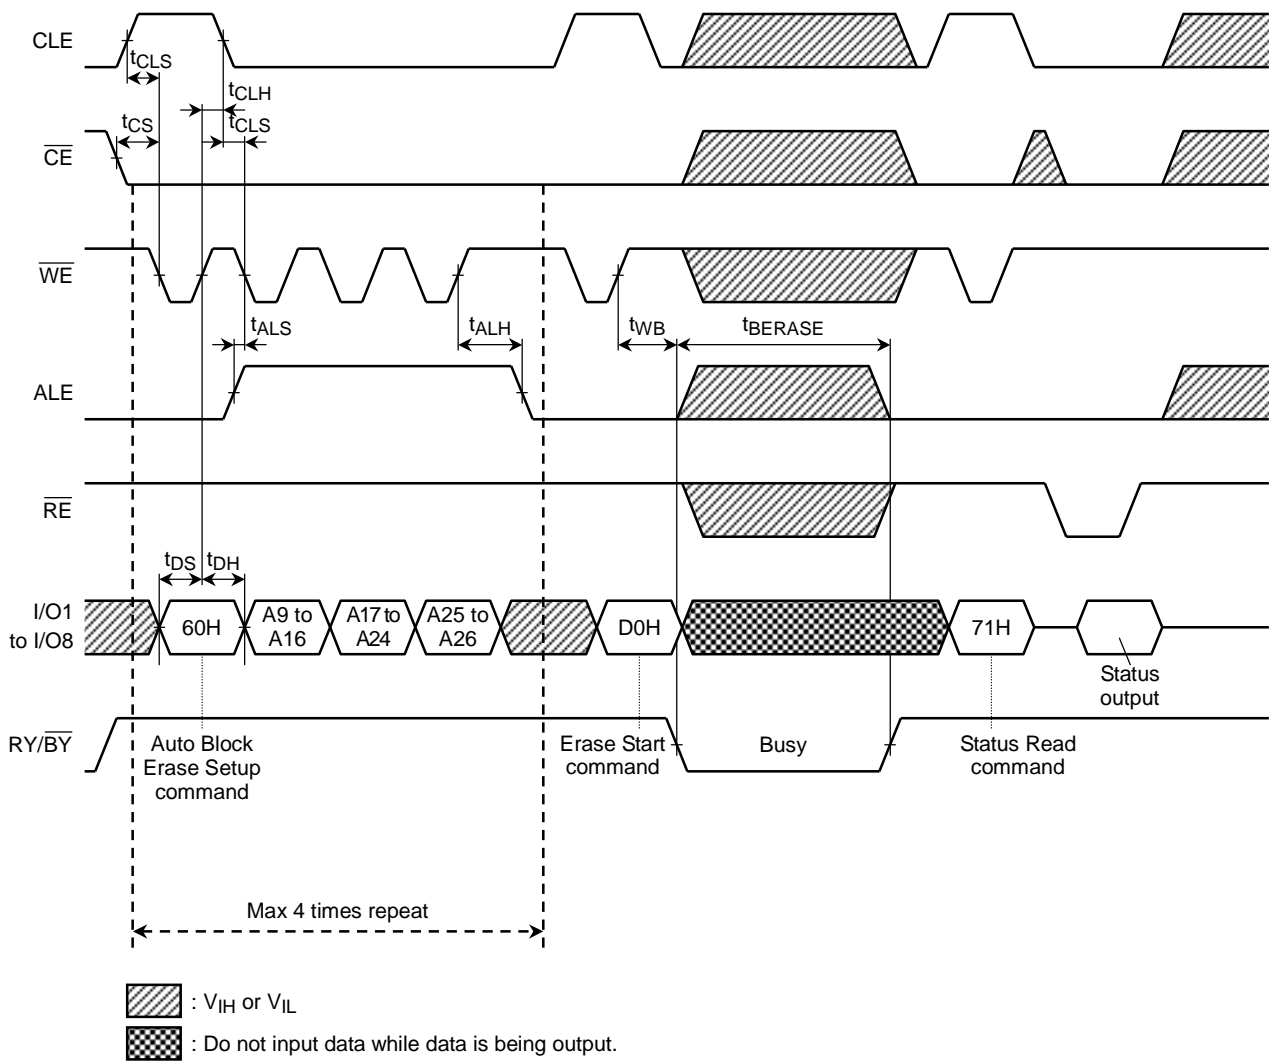 CLE
tCLS
tCLH
tCS
tCLS
CE
WE
tALS
tALH
tWB
tBERASE
ALE
RE
tDS
tDH
I/O1
to I/O8
60H
A9 to
A16
A17 to
A24
A25 to
A26
D0H
71H
Status
output
RY/BY
Auto Block
Erase Setup
command
Erase Start
command
Busy
Status Read
command
Max 4 times repeat
: VIH or VIL
: Do not input data while data is being output.